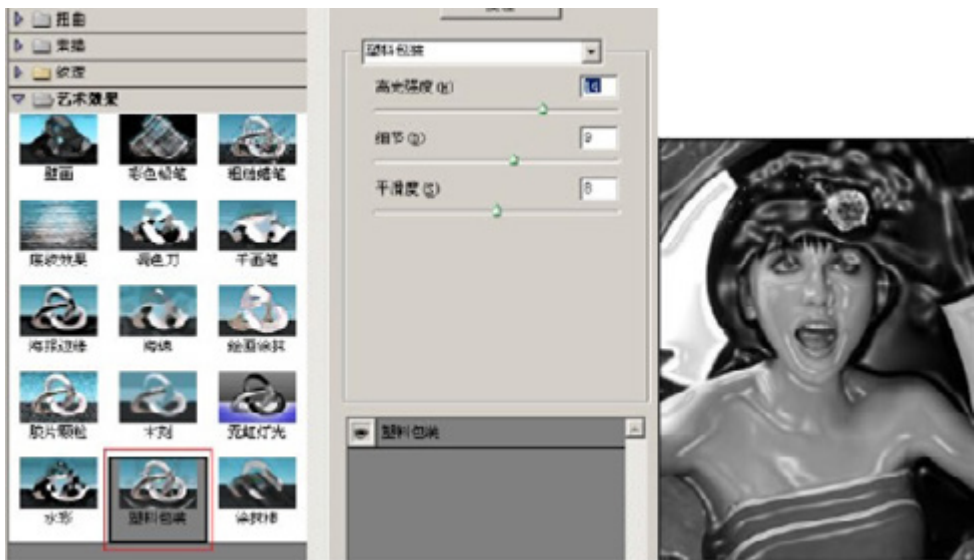 扭曲
素描
纹理
艺术效果
壁画 彩色铅笔 粗糙蜡笔
底纹效果 调色刀 干画笔
海报边缘 海绵 绘画涂抹
胶片颗粒 木刻 霓虹灯光
水彩 塑料包装 涂抹棒
塑料包装
高光强度(H) 14
细节(D) 9
平滑度(S) 8
塑料包装